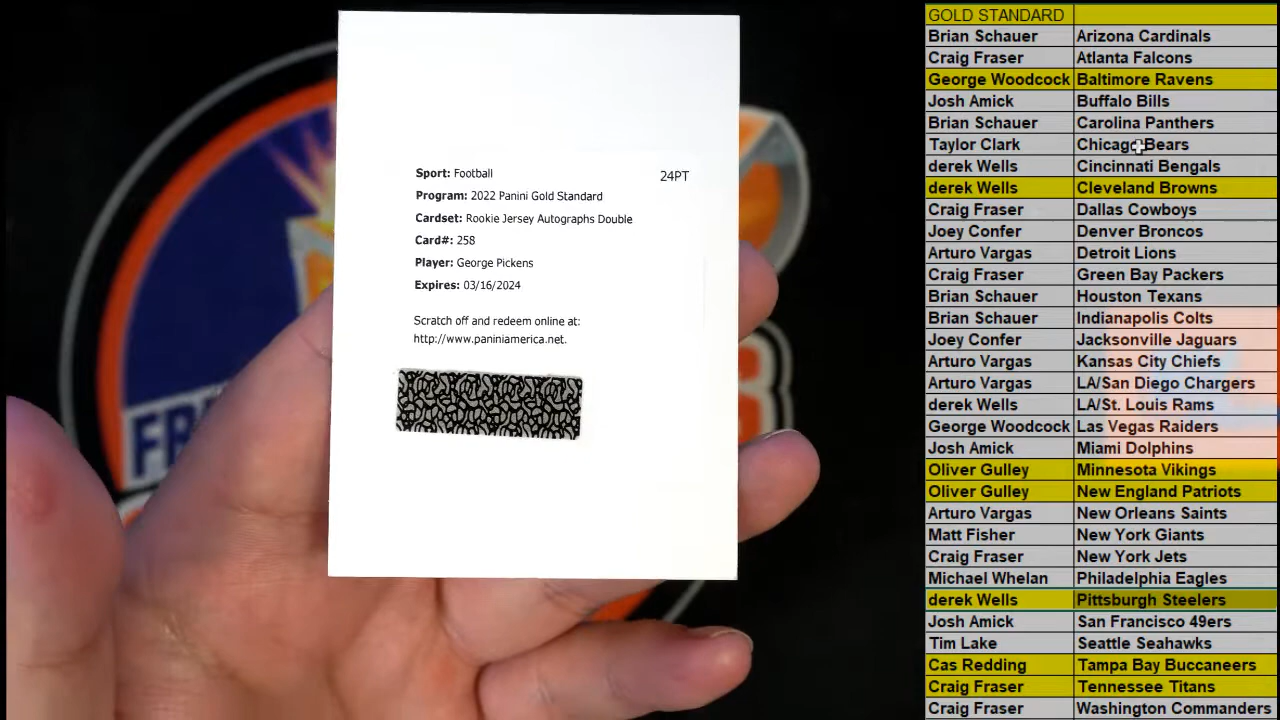 Sport: Football
24PT
Program: 2022 Panini Gold Standard
Cardset: Rookie Jersey Autographs Double
Card#: 258
Player: George Pickens
Expires: 03/16/2024
Scratch off and redeem online at:
http://www.paniniamerica.net.
FR
GOLD STANDARD
Brian Schauer Arizona Cardinals
Craig Fraser Atlanta Falcons
George Woodcock Baltimore Ravens
Josh Amick Buffalo Bills
Brian Schauer Carolina Panthers
Taylor Clark Chicago Bears
derek Wells Cincinnati Bengals
derek Wells Cleveland Browns
Craig Fraser Dallas Cowboys
Joey Confer Denver Broncos
Arturo Vargas Detroit Lions
Craig Fraser Green Bay Packers
Brian Schauer Houston Texans
Brian Schauer Indianapolis Colts
Joey Confer Jacksonville Jaguars
Arturo Vargas Kansas City Chiefs
Arturo Vargas LA/San Diego Chargers
derek Wells LA/St. Louis Rams
George Woodcock Las Vegas Raiders
Josh Amick Miami Dolphins
Oliver Gulley Minnesota Vikings
Oliver Gulley New England Patriots
Arturo Vargas New Orleans Saints
Matt Fisher New York Giants
Craig Fraser New York Jets
Michael Whelan Philadelphia Eagles
derek Wells Pittsburgh Steelers
Josh Amick San Francisco 49ers
Tim Lake Seattle Seahawks
Cas Redding Tampa Bay Buccaneers
Craig Fraser Tennessee Titans
Craig Fraser Washington Commanders